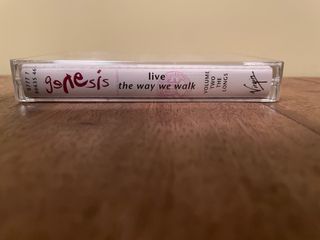 genesis
live
the way we walk
VOLUME
TWO
THE
LONGS
Virgin